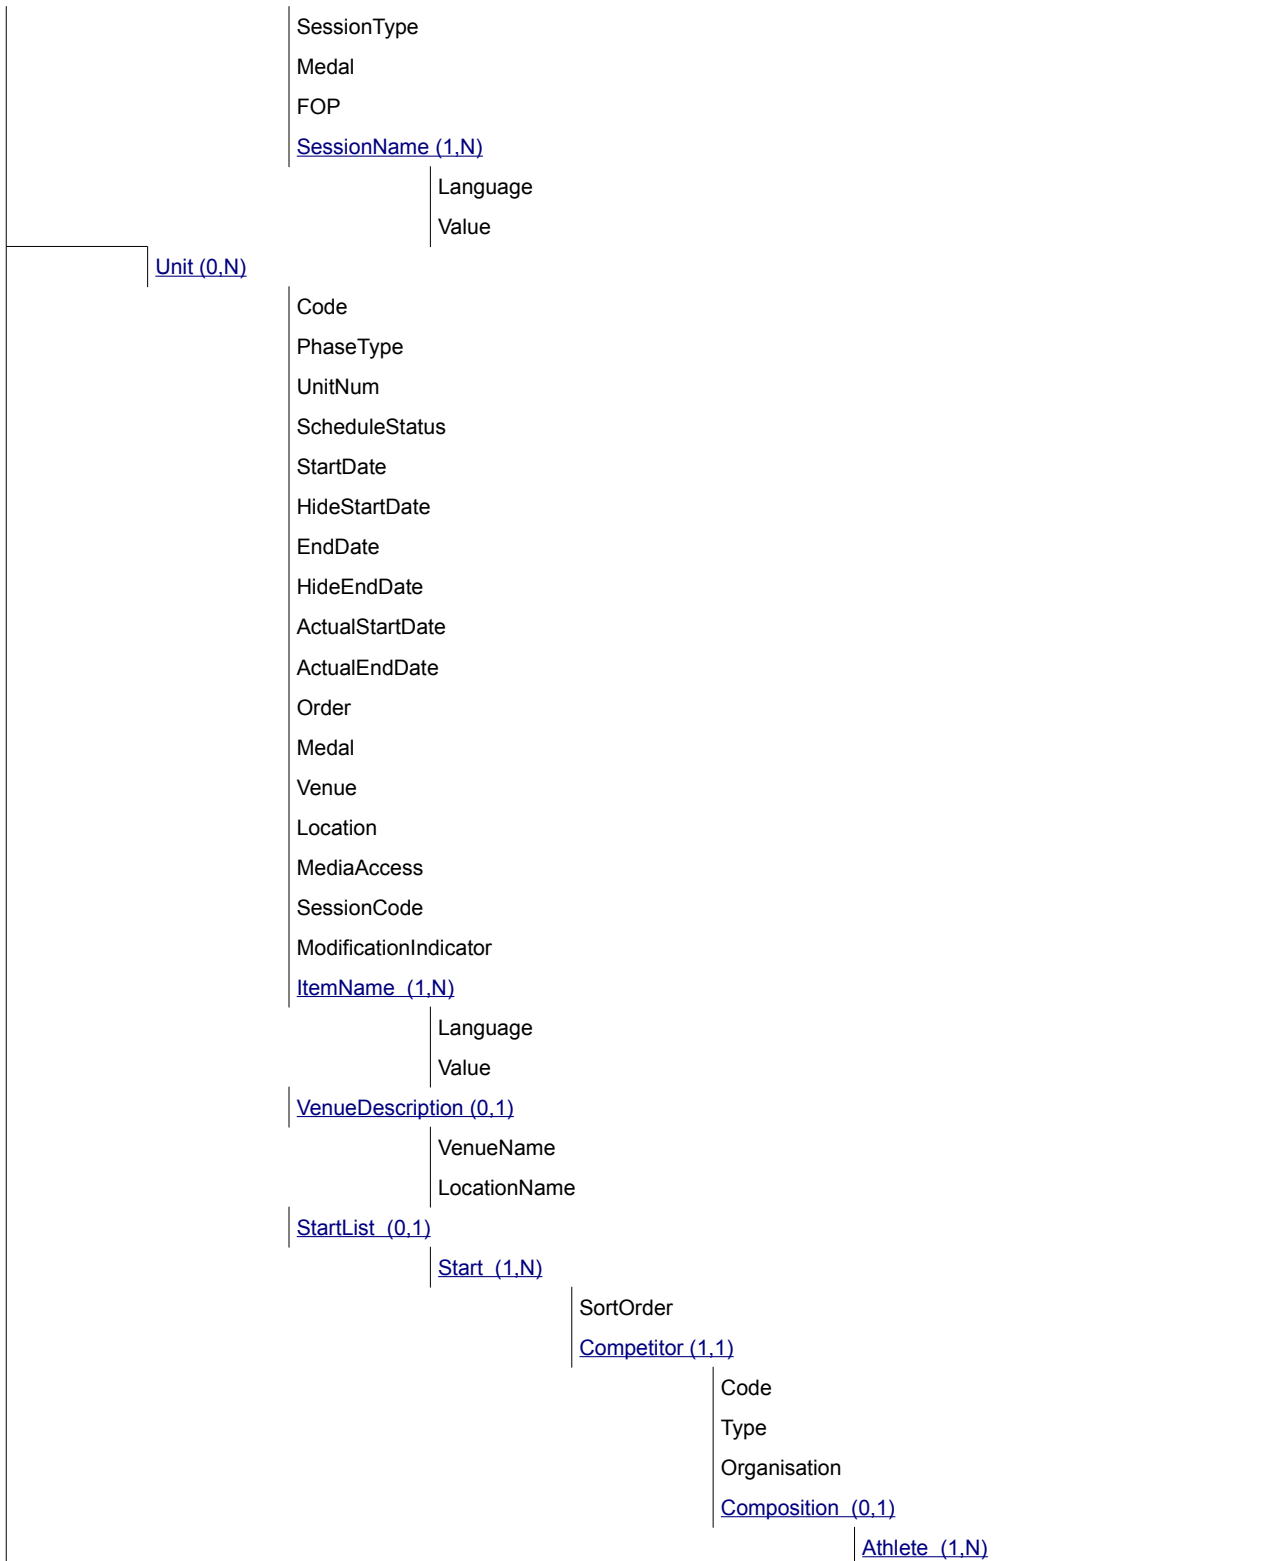 SessionType
Medal
FOP
SessionName (1,N)
Language
Value
Unit (0,N)
Code
PhaseType
UnitNum
ScheduleStatus
StartDate
HideStartDate
EndDate
HideEndDate
ActualStartDate
ActualEndDate
Order
Medal
Venue
Location
MediaAccess
SessionCode
ModificationIndicator
ItemName  (1,N)
Language
Value
VenueDescription (0,1)
VenueName
LocationName
StartList  (0,1)
Start  (1,N)
SortOrder
Competitor (1,1)
Code
Type
Organisation
Composition  (0,1)
Athlete  (1,N)